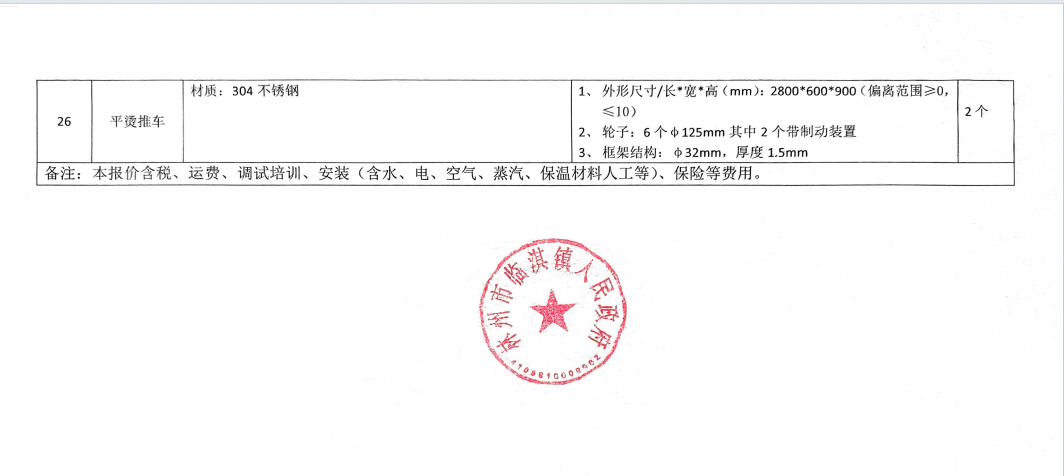 26
平烫推车
材质：304 不锈钢
1、 外形尺寸/长*宽*高（mm）：2800*600*900（偏离范围≥0，
≤10）
2、 轮子：6 个φ125mm 其中 2 个带制动装置
3、 框架结构：φ32mm，厚度 1.5mm
2 个
备注：本报价含税、运费、调试培训、安装（含水、电、空气、蒸汽、保温材料人工等）、保险等费用。
林州市临淇镇人民政府